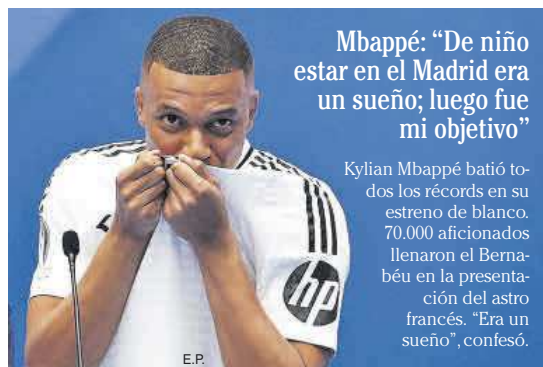 Mbappé: “De niño
estar en el Madrid era
un sueño; luego fue
mi objetivo”
Kylian Mbappé batió to-
dos los récords en su
estreno de blanco.
70.000 aficionados
llenaron el Berna-
béu en la presenta-
ción del astro
francés. “Era un
sueño”, confesó.
hp
E.P.